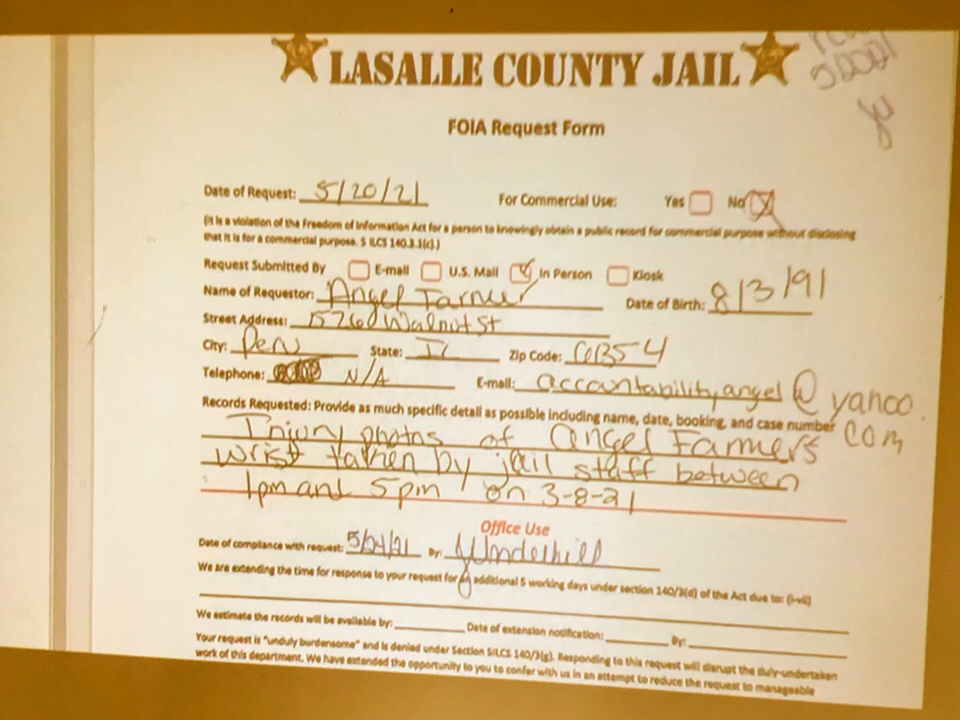 LASALLE COUNTY JAIL
52021
FOIA Request Form
Date of Request: 5/20/21 For Commercial Use: Yes No
(It is a violation of the Freedom of Information Act for a person to knowingly obtain a public record for commercial purpose without disclosing
that it is for a commercial purpose. 5 ILCS 140.3.1(c).)
Request Submitted By E-mail U.S. Mail In Person Kiosk
Name of Requestor: Angel Farmer Date of Birth: 8/3/91
Street Address: 1576 Walnut St
City: Peru State: IL Zip Code: 61354
Telephone: N/A E-mail: accountability.angel@yahoo.
com
Records Requested: Provide as much specific detail as possible including name, date, booking, and case number
Injury photos of Angel Farmers
wrist taken by jail staff between
1pm and 5pm on 3-8-21
Office Use
Date of compliance with request: 5/24/21 By: JUnderhill
We are extending the time for response to your request for an additional 5 working days under section 140/3(d) of the Act due to: (i-vii)
We estimate the records will be available by: Date of extension notification: By:
Your request is "unduly burdensome" and is denied under Section 5ILCS 140/3(g). Responding to this request will disrupt the duly-undertaken
work of this department. We have extended the opportunity to you to confer with us in an attempt to reduce the request to manageable